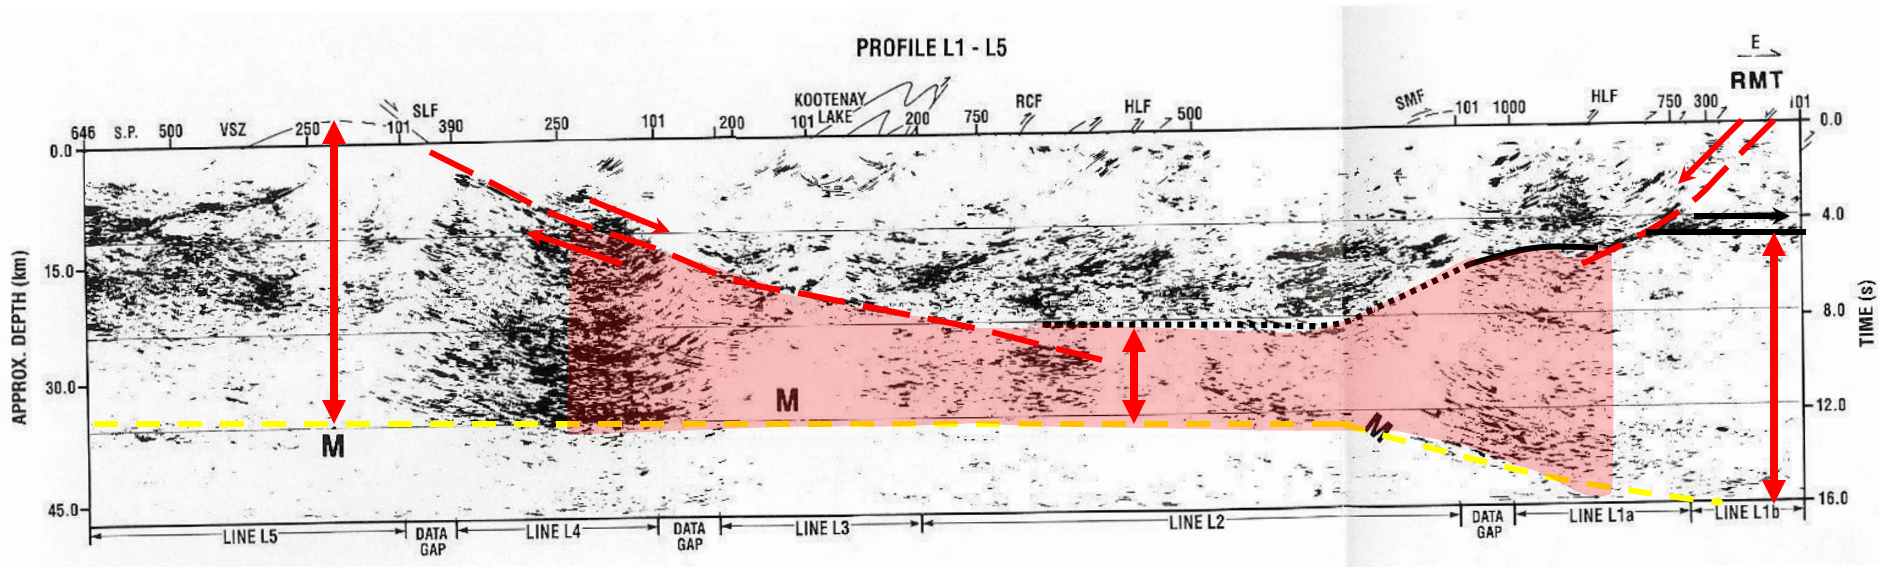 PROFILE L1 - L5
E
RMT
KOOTENAY
LAKE
SLF
RCF
HLF
SMF
HLF
646 S.P. 500 VSZ 250 101 390 250 101 200 101 200 750 500 101 1000 750 300 101
0.0
0.0
4.0
15.0
8.0
30.0
12.0
45.0
16.0
APPROX. DEPTH (km)
TIME (s)
M
M
M
LINE L5
DATA
GAP
LINE L4
DATA
GAP
LINE L3
LINE L2
DATA
GAP
LINE L1a
LINE L1b